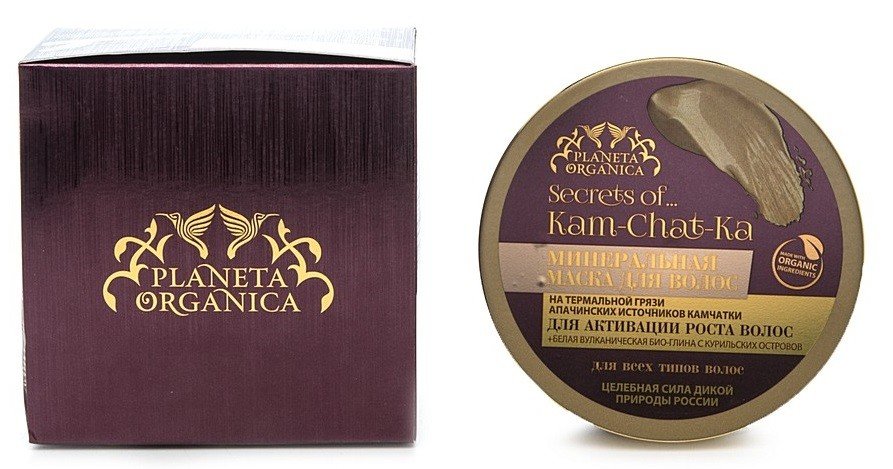 PLANETA
ORGANICA
PLANETA
ORGANICA
Secrets of...
Kam-Chat-Ka
МИНЕРАЛЬНАЯ
МАСКА ДЛЯ ВОЛОС
MADE WITH
ORGANIC
INGREDIENTS
НА ТЕРМАЛЬНОЙ ГРЯЗИ
АПАЧИНСКИХ ИСТОЧНИКОВ КАМЧАТКИ
ДЛЯ АКТИВАЦИИ РОСТА ВОЛОС
+БЕЛАЯ ВУЛКАНИЧЕСКАЯ БИО-ГЛИНА С КУРИЛЬСКИХ ОСТРОВОВ
для всех типов волос
ЦЕЛЕБНАЯ СИЛА ДИКОЙ
ПРИРОДЫ РОССИИ